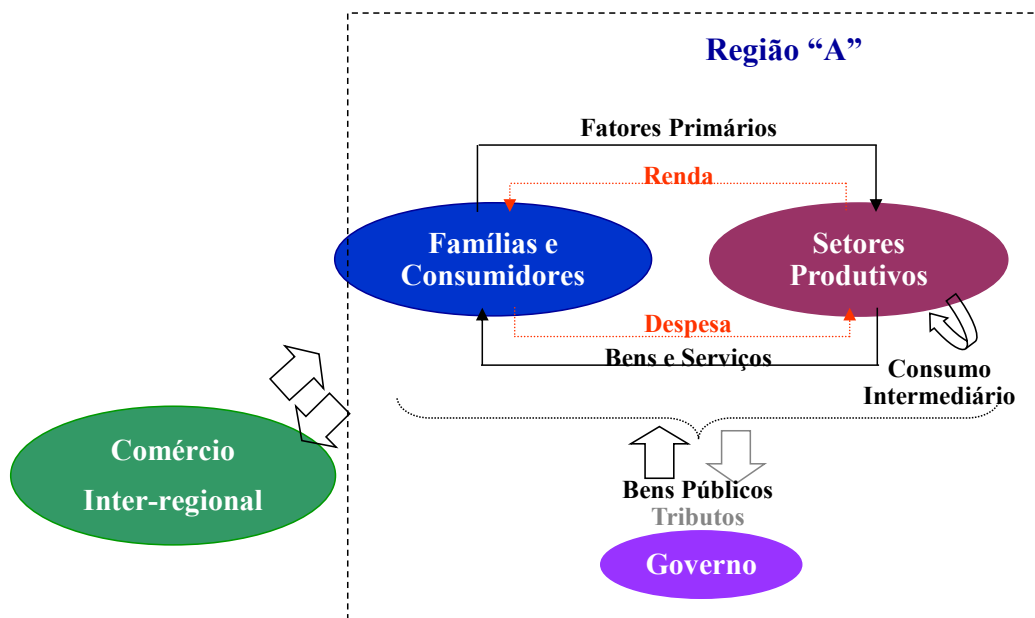 Região “A”
Fatores Primários
Renda
Famílias e
Consumidores
Setores
Produtivos
Despesa
Bens e Serviços
Consumo
Intermediário
Comércio
Inter-regional
Bens Públicos
Tributos
Governo